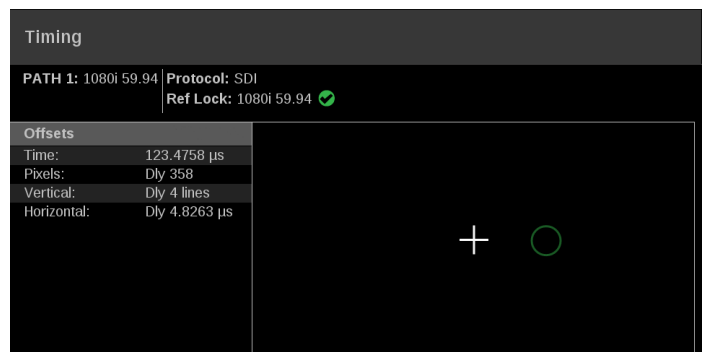 Timing
PATH 1: 1080i 59.94 Protocol: SDI
Ref Lock: 1080i 59.94
Offsets
Time: 123.4758 µs
Pixels: Dly 358
Vertical: Dly 4 lines
Horizontal: Dly 4.8263 µs